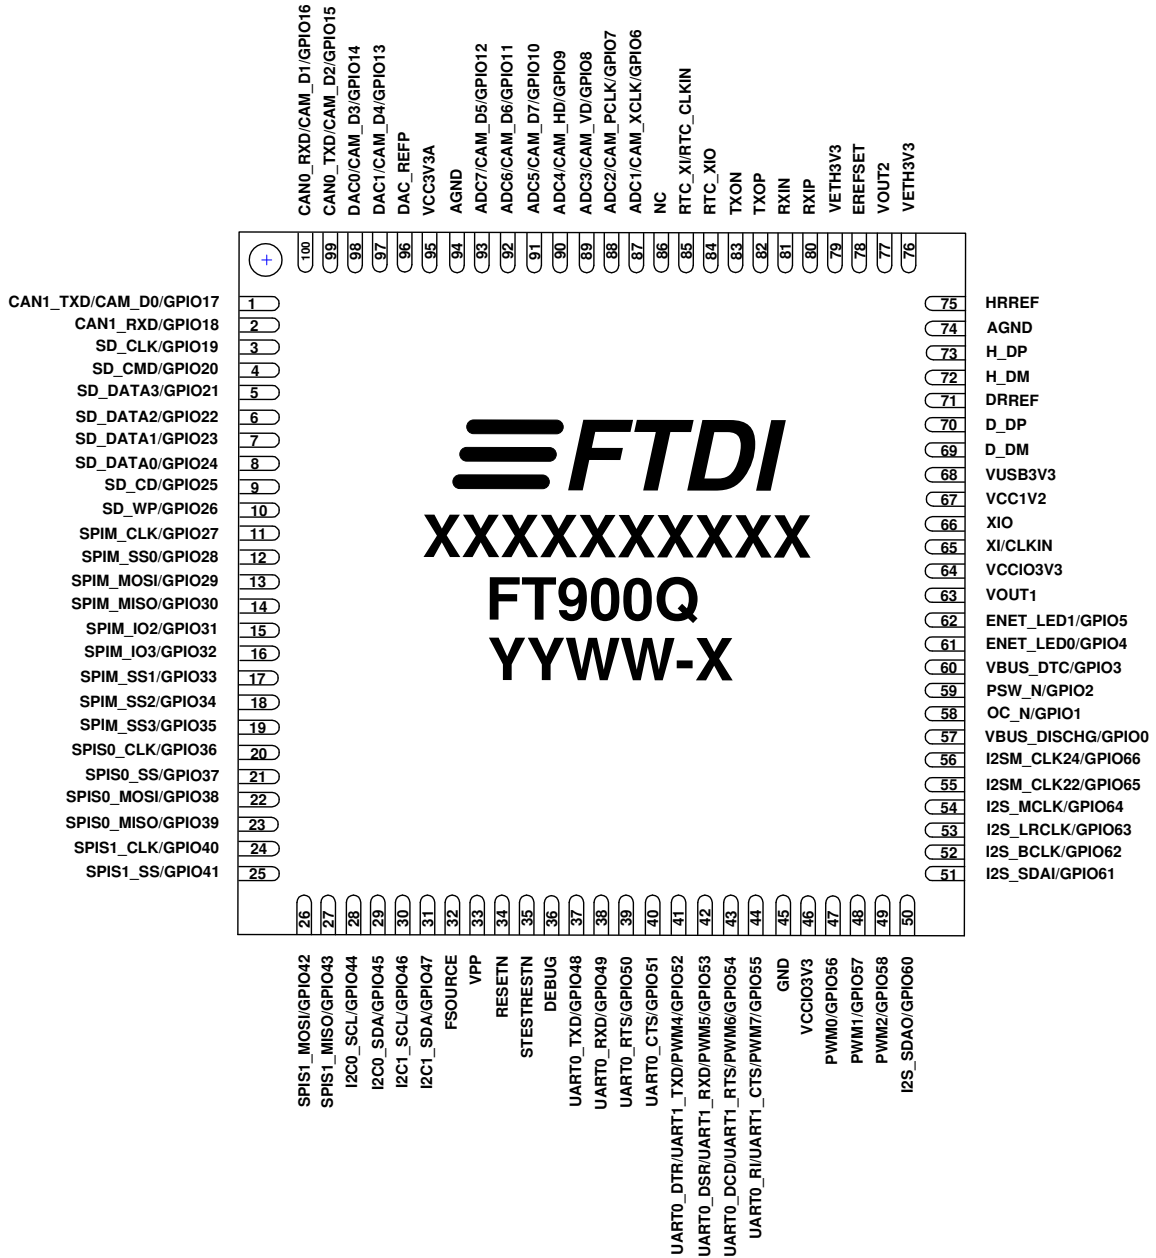 CAN0_RXD/CAM_D1/GPIO16
CAN0_TXD/CAM_D2/GPIO15
DAC0/CAM_D3/GPIO14
DAC1/CAM_D4/GPIO13
DAC_REFP
VCC3V3A
AGND
ADC7/CAM_D5/GPIO12
ADC6/CAM_D6/GPIO11
ADC5/CAM_D7/GPIO10
ADC4/CAM_HD/GPIO9
ADC3/CAM_VD/GPIO8
ADC2/CAM_PCLK/GPIO7
ADC1/CAM_XCLK/GPIO6
NC
RTC_XI/RTC_CLKIN
RTC_XIO
TXON
TXOP
RXIN
RXIP
VETH3V3
EREFSET
VOUT2
VETH3V3
100
99
98
97
96
95
94
93
92
91
90
89
88
87
86
85
84
83
82
81
80
79
78
77
76
CAN1_TXD/CAM_D0/GPIO17 1
CAN1_RXD/GPIO18 2
SD_CLK/GPIO19 3
SD_CMD/GPIO20 4
SD_DATA3/GPIO21 5
SD_DATA2/GPIO22 6
SD_DATA1/GPIO23 7
SD_DATA0/GPIO24 8
SD_CD/GPIO25 9
SD_WP/GPIO26 10
SPIM_CLK/GPIO27 11
SPIM_SS0/GPIO28 12
SPIM_MOSI/GPIO29 13
SPIM_MISO/GPIO30 14
SPIM_IO2/GPIO31 15
SPIM_IO3/GPIO32 16
SPIM_SS1/GPIO33 17
SPIM_SS2/GPIO34 18
SPIM_SS3/GPIO35 19
SPIS0_CLK/GPIO36 20
SPIS0_SS/GPIO37 21
SPIS0_MOSI/GPIO38 22
SPIS0_MISO/GPIO39 23
SPIS1_CLK/GPIO40 24
SPIS1_SS/GPIO41 25
FTDI
XXXXXXXXXX
FT900Q
YYWW-X
75 HRREF
74 AGND
73 H_DP
72 H_DM
71 DRREF
70 D_DP
69 D_DM
68 VUSB3V3
67 VCC1V2
66 XIO
65 XI/CLKIN
64 VCCIO3V3
63 VOUT1
62 ENET_LED1/GPIO5
61 ENET_LED0/GPIO4
60 VBUS_DTC/GPIO3
59 PSW_N/GPIO2
58 OC_N/GPIO1
57 VBUS_DISCHG/GPIO0
56 I2SM_CLK24/GPIO66
55 I2SM_CLK22/GPIO65
54 I2S_MCLK/GPIO64
53 I2S_LRCLK/GPIO63
52 I2S_BCLK/GPIO62
51 I2S_SDAI/GPIO61
26
27
28
29
30
31
32
33
34
35
36
37
38
39
40
41
42
43
44
45
46
47
48
49
50
SPIS1_MOSI/GPIO42
SPIS1_MISO/GPIO43
I2C0_SCL/GPIO44
I2C0_SDA/GPIO45
I2C1_SCL/GPIO46
I2C1_SDA/GPIO47
FSOURCE
VPP
RESETN
STESTRESTN
DEBUG
UART0_TXD/GPIO48
UART0_RXD/GPIO49
UART0_RTS/GPIO50
UART0_CTS/GPIO51
UART0_DTR/UART1_TXD/PWM4/GPIO52
UART0_DSR/UART1_RXD/PWM5/GPIO53
UART0_DCD/UART1_RTS/PWM6/GPIO54
UART0_RI/UART1_CTS/PWM7/GPIO55
GND
VCCIO3V3
PWM0/GPIO56
PWM1/GPIO57
PWM2/GPIO58
I2S_SDAO/GPIO60